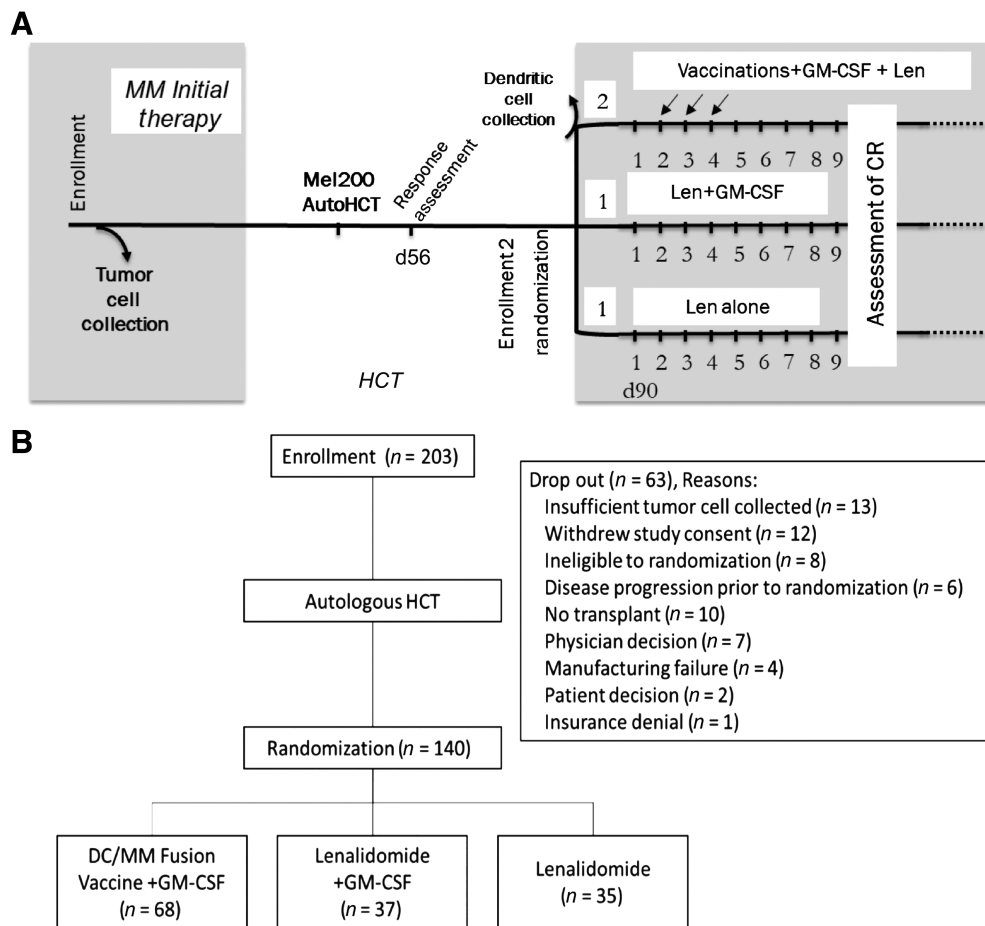 A
MM Initial
therapy
Enrollment
Tumor
cell
collection
Mel200
AutoHCT
Response
assessment
d56
HCT
Enrollment2
randomization
Dendritic
cell
collection
2
Vaccinations+GM-CSF + Len
1 2 3 4 5 6 7 8 9
1
Len+GM-CSF
1 2 3 4 5 6 7 8 9
1
Len alone
1 2 3 4 5 6 7 8 9
d90
Assessment of CR
B
Enrollment (n = 203)
Autologous HCT
Randomization (n = 140)
DC/MM Fusion
Vaccine +GM-CSF
(n = 68)
Lenalidomide
+GM-CSF
(n = 37)
Lenalidomide
(n = 35)
Drop out (n = 63), Reasons:
Insufficient tumor cell collected (n = 13)
Withdrew study consent (n = 12)
Ineligible to randomization (n = 8)
Disease progression prior to randomization (n = 6)
No transplant (n = 10)
Physician decision (n = 7)
Manufacturing failure (n = 4)
Patient decision (n = 2)
Insurance denial (n = 1)